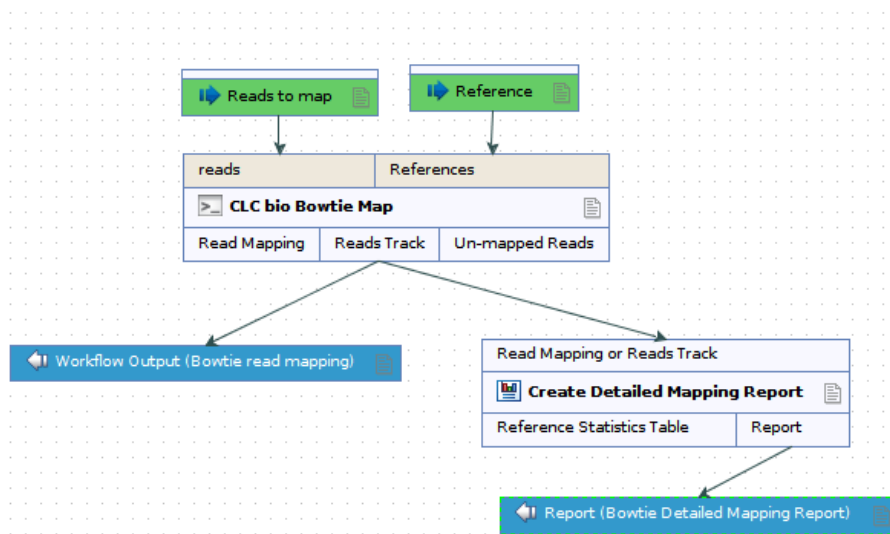 Reads to map
Reference
reads
References
CLC bio Bowtie Map
Read Mapping
Reads Track
Un-mapped Reads
Workflow Output (Bowtie read mapping)
Read Mapping or Reads Track
Create Detailed Mapping Report
Reference Statistics Table
Report
Report (Bowtie Detailed Mapping Report)